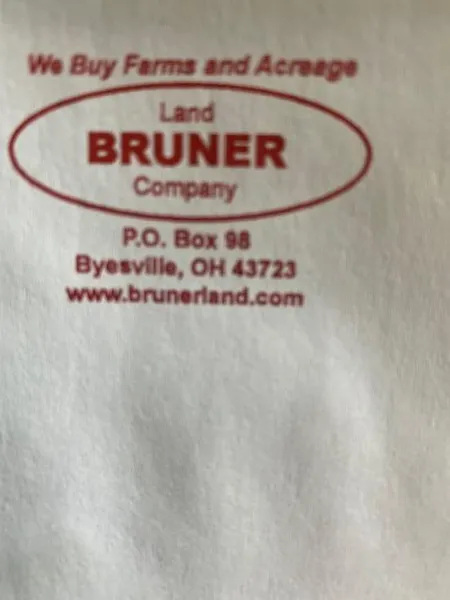 We Buy Farms and Acreage
Land
BRUNER
Company
P.O. Box 98
Byesville, OH 43723
www.brunerland.com